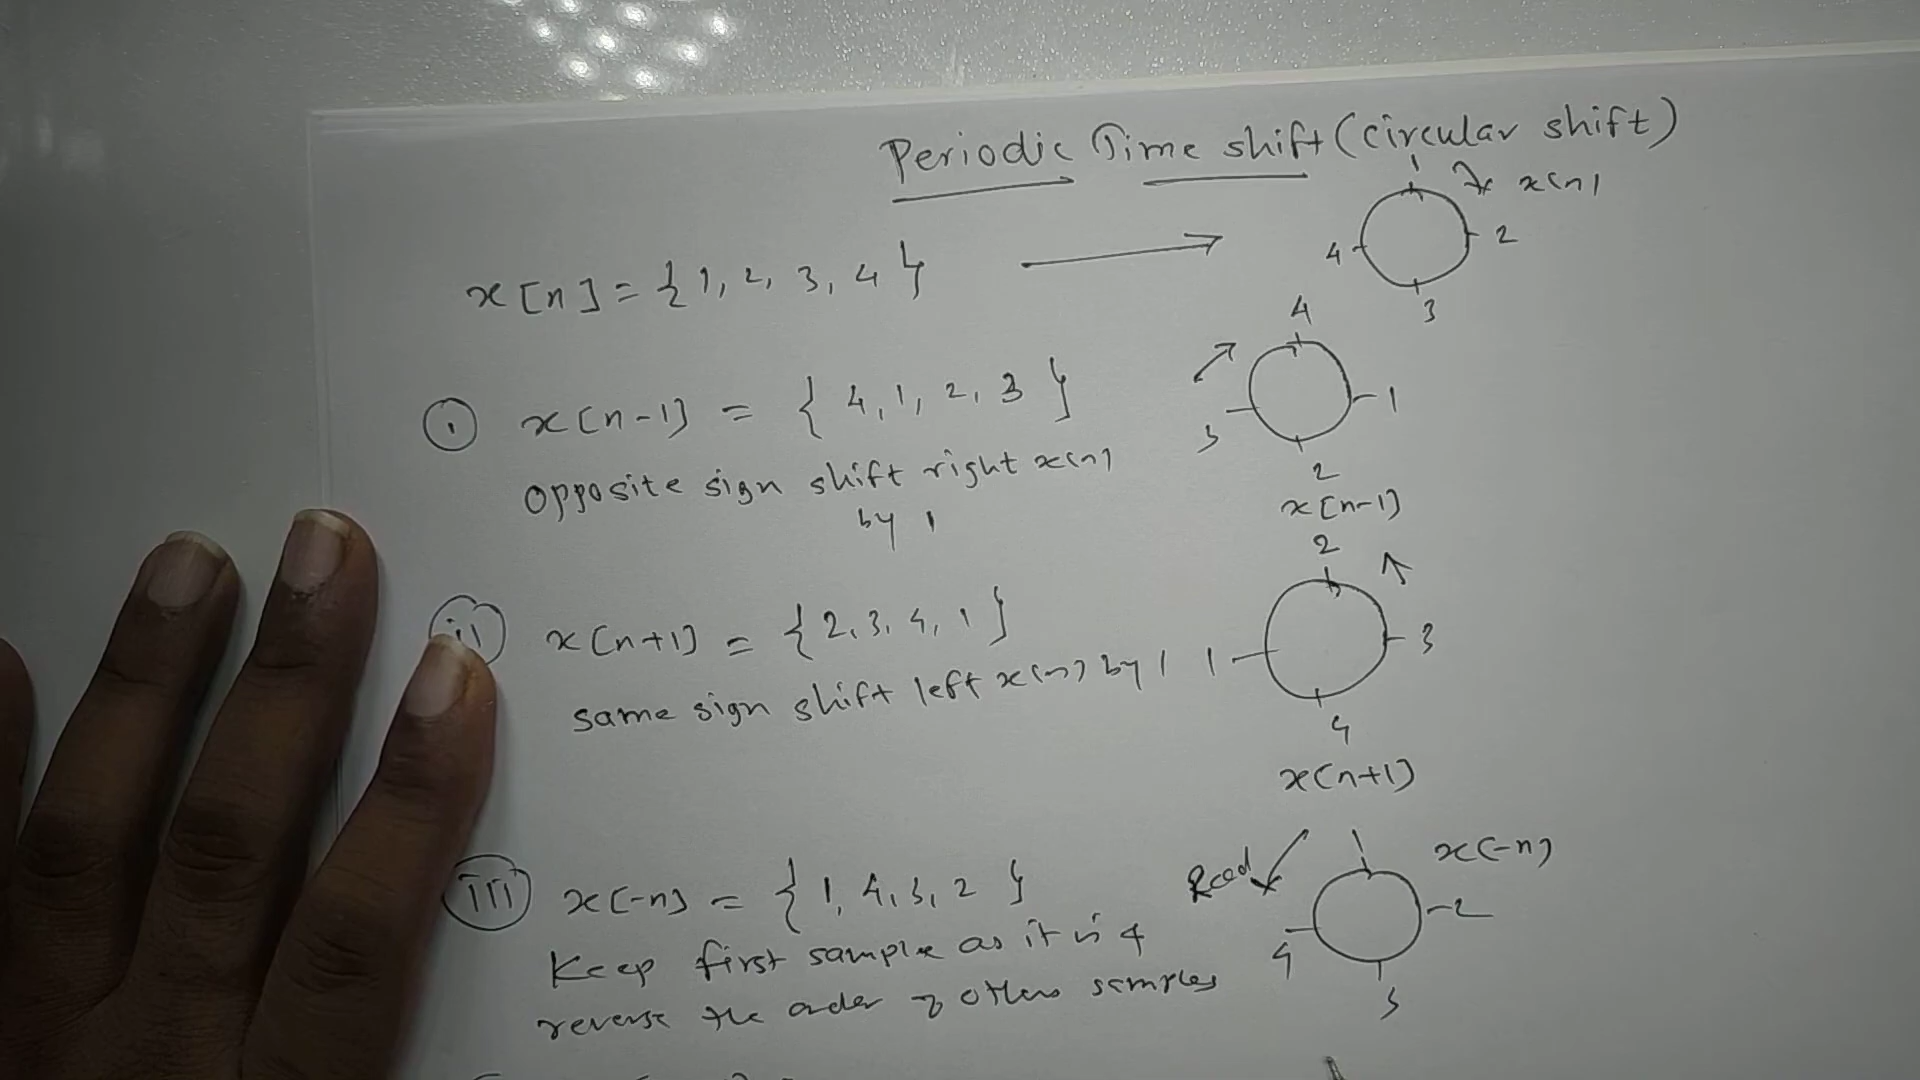 Periodic Time shift (circular shift)
x[n] = {1, 2, 3, 4}
1
x(n)
4
2
3
i x[n-1] = {4, 1, 2, 3}
opposite sign shift right x[n]
by 1
4
3
1
2
x[n-1]
ii x[n+1] = {2, 3, 4, 1}
same sign shift left x(n) by 1
2
1
3
4
x[n+1]
iii x[-n] = {1, 4, 3, 2}
Keep first sample as it is &
reverse the order of others samples
Read
1
x[-n]
2
4
3